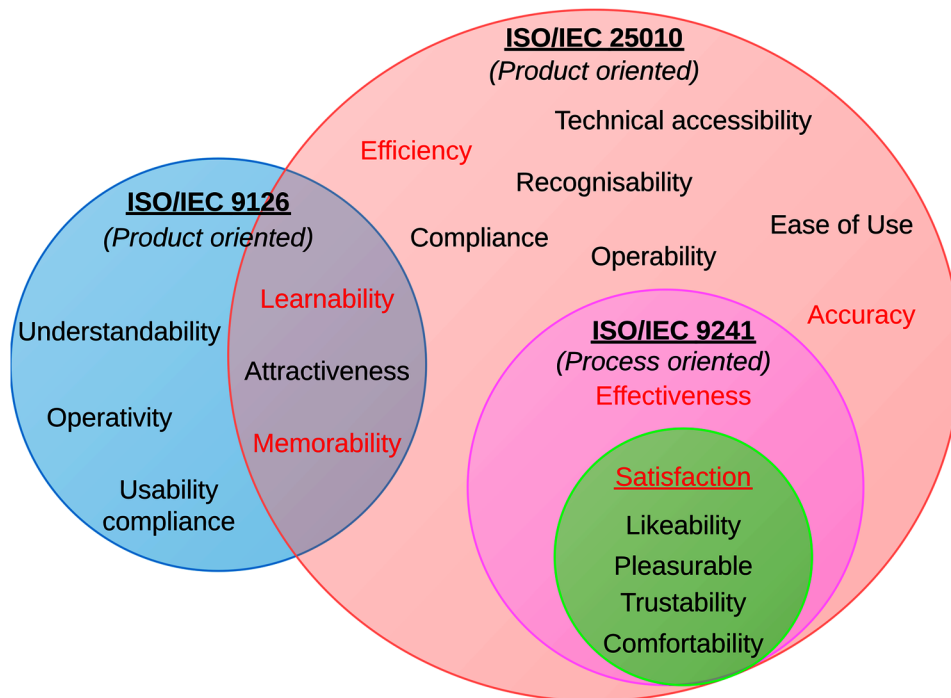 ISO/IEC 25010
(Product oriented)
Technical accessibility
Efficiency
Recognisability
ISO/IEC 9126
(Product oriented)
Compliance
Ease of Use
Operability
Learnability
Accuracy
Understandability
ISO/IEC 9241
(Process oriented)
Attractiveness
Effectiveness
Operativity
Memorability
Satisfaction
Usability
compliance
Likeability
Pleasurable
Trustability
Comfortability